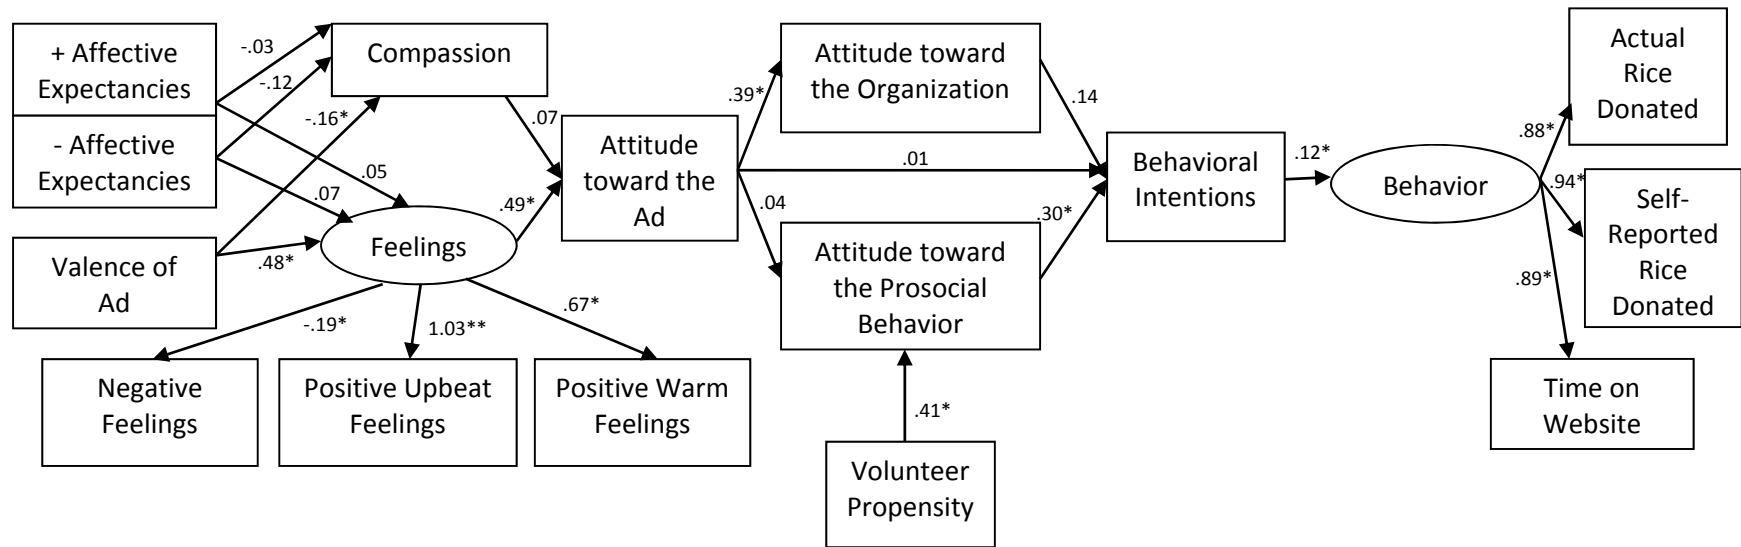 + Affective
Expectancies
- Affective
Expectancies
Valence of
Ad
-.03
-.12
-.16*
.05
.07
.48*
Compassion
Feelings
-.19*
1.03**
.67*
Negative
Feelings
Positive Upbeat
Feelings
Positive Warm
Feelings
.07
.49*
Attitude
toward the
Ad
.39*
.01
.04
Attitude toward
the Organization
Attitude toward
the Prosocial
Behavior
.41*
Volunteer
Propensity
.14
.30*
Behavioral
Intentions
.12*
Behavior
.88*
.94*
.89*
Actual
Rice
Donated
Self-
Reported
Rice
Donated
Time on
Website